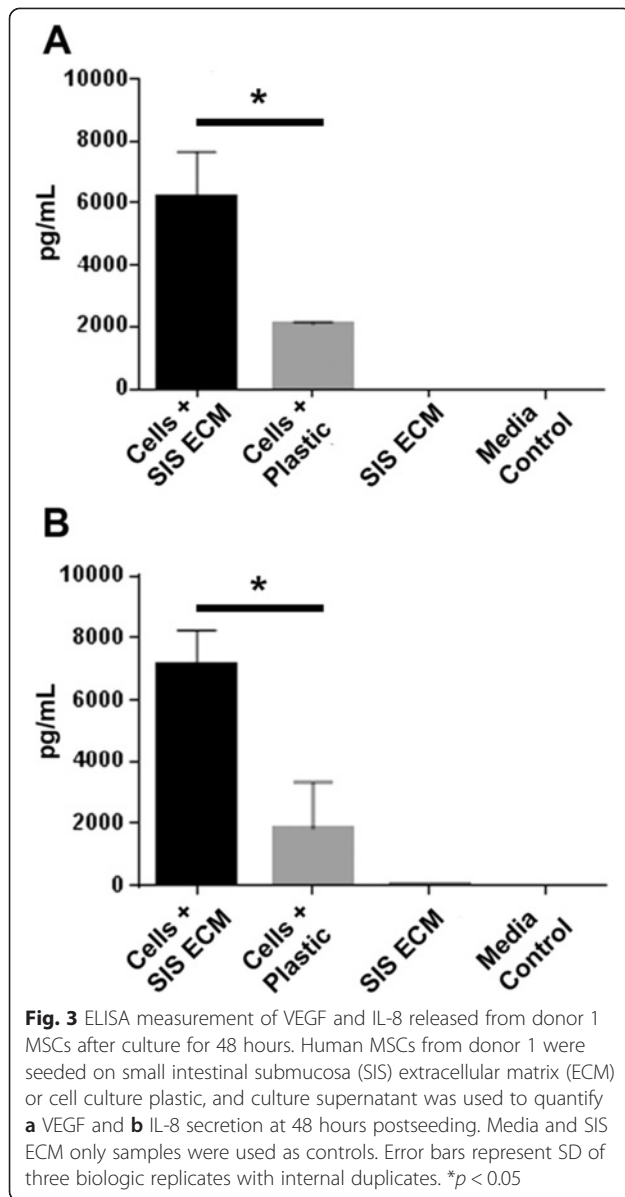 A
10000
8000
6000
4000
2000
0
pg/mL
*
Cells +
SIS ECM
Cells +
Plastic
SIS ECM
Media
Control
B
10000
8000
6000
4000
2000
0
pg/mL
*
Cells +
SIS ECM
Cells +
Plastic
SIS ECM
Media
Control
Fig. 3 ELISA measurement of VEGF and IL-8 released from donor 1
MSCs after culture for 48 hours. Human MSCs from donor 1 were
seeded on small intestinal submucosa (SIS) extracellular matrix (ECM)
or cell culture plastic, and culture supernatant was used to quantify
a VEGF and b IL-8 secretion at 48 hours postseeding. Media and SIS
ECM only samples were used as controls. Error bars represent SD of
three biologic replicates with internal duplicates. *p < 0.05